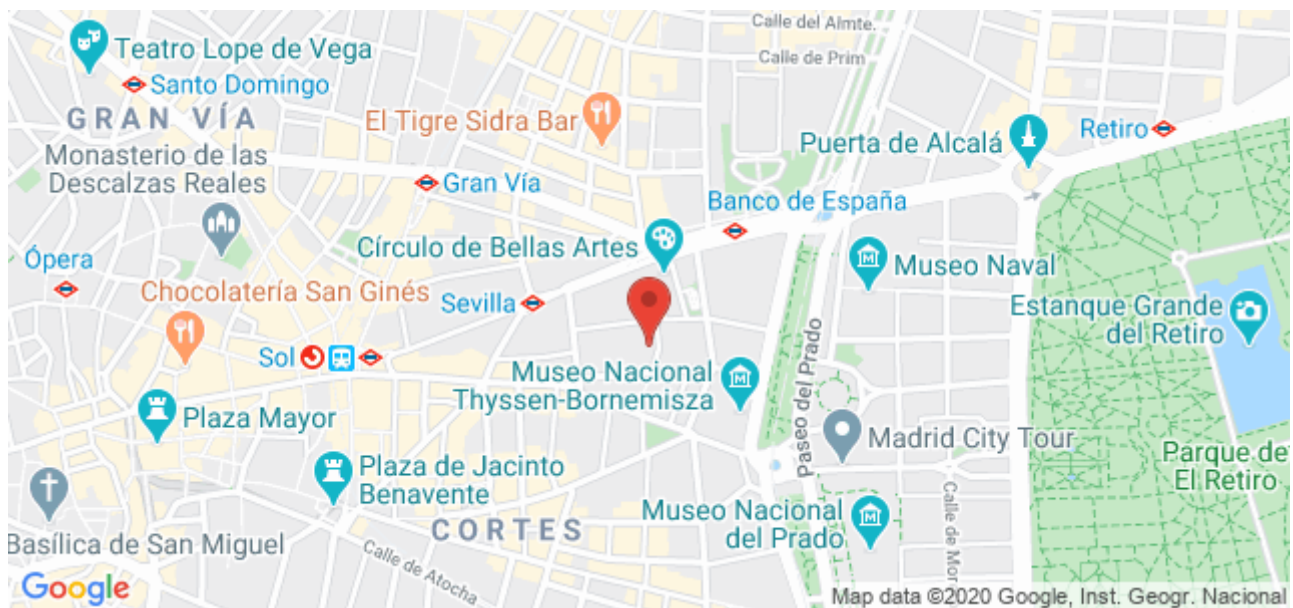 Calle del Almte.
Teatro Lope de Vega
Calle de Prim
Santo Domingo
GRAN VÍA
El Tigre Sidra Bar
Retiro
Puerta de Alcalá
Monasterio de las
Descalzas Reales
Gran Vía
Banco de España
Círculo de Bellas Artes
Ópera
Museo Naval
Chocolatería San Ginés
Sevilla
Estanque Grande
del Retiro
Sol
Paseo del Prado
Museo Nacional
Thyssen-Bornemisza
Plaza Mayor
Madrid City Tour
Plaza de Jacinto
Benavente
Parque de
El Retiro
Museo Nacional
del Prado
CORTES
Basílica de San Miguel
Calle de Atocha
Calle de Mor
Google
Map data ©2020 Google, Inst. Geogr. Nacional